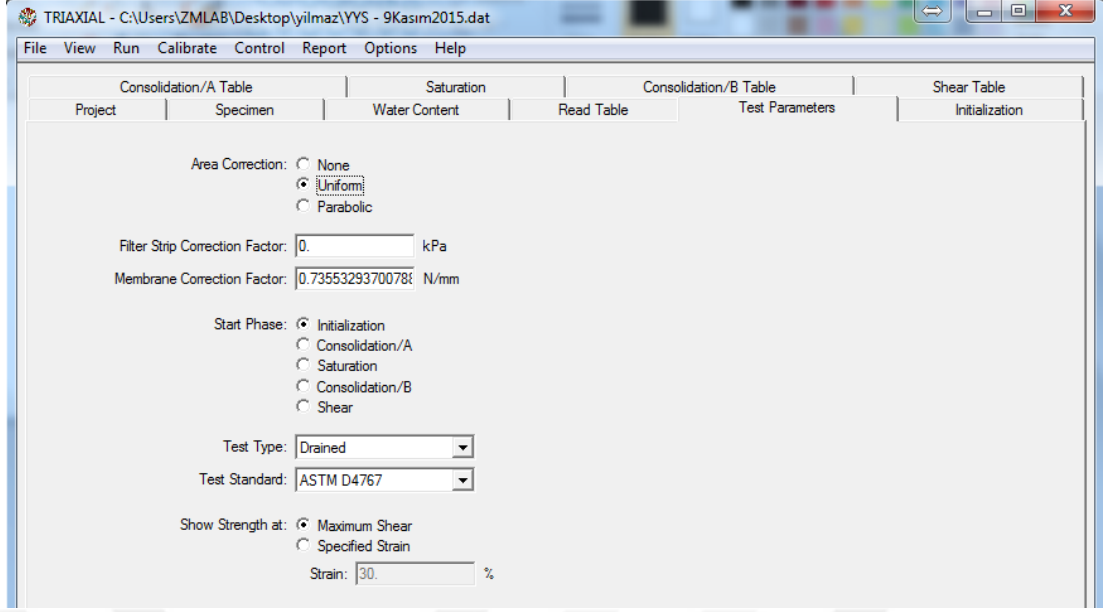 TRIAXIAL - C:\Users\ZMLAB\Desktop\yilmaz\YYS - 9Kasım2015.dat
File View Run Calibrate Control Report Options Help
Consolidation/A Table Saturation Consolidation/B Table Shear Table
Project Specimen Water Content Read Table Test Parameters Initialization
Area Correction: None
Uniform
Parabolic
Filter Strip Correction Factor: 0. kPa
Membrane Correction Factor: 0.73553293700788 N/mm
Start Phase: Initialization
Consolidation/A
Saturation
Consolidation/B
Shear
Test Type: Drained
Test Standard: ASTM D4767
Show Strength at: Maximum Shear
Specified Strain
Strain: 30. %